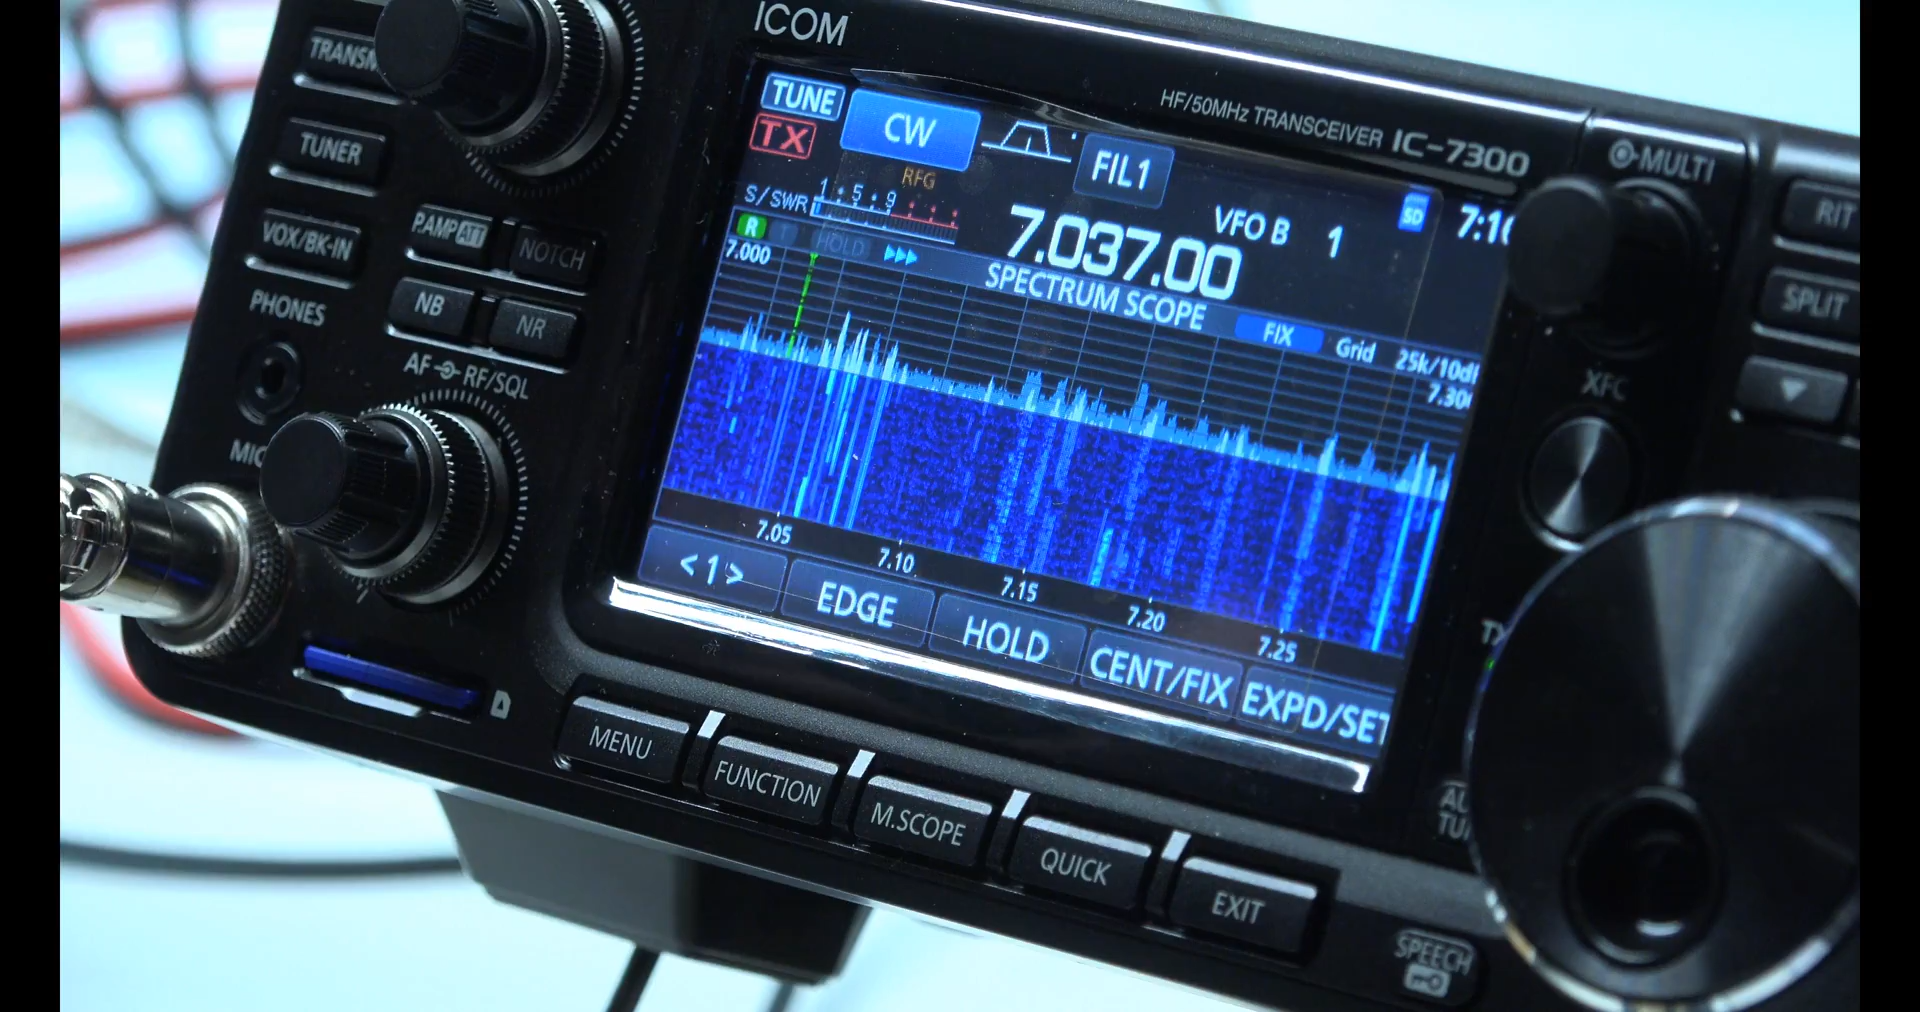 ICOM
HF/50MHz TRANSCEIVER IC-7300
TUNER
VOX/BK-IN
P.AMP ATT
NOTCH
NB
NR
PHONES
AF RF/SQL
MIC
TUNE
TX
CW
FIL1
RFG
S/SWR
1 5 9
VFO B 1
SD
7.037.00
R
HOLD
7.000
SPECTRUM SCOPE
FIX
Grid
7.05 7.10 7.15 7.20 7.25
< 1 >
EDGE
HOLD
CENT/FIX
EXPD/SET
MENU
FUNCTION
M.SCOPE
QUICK
EXIT
MULTI
RIT
SPLIT
XFC
SPEECH